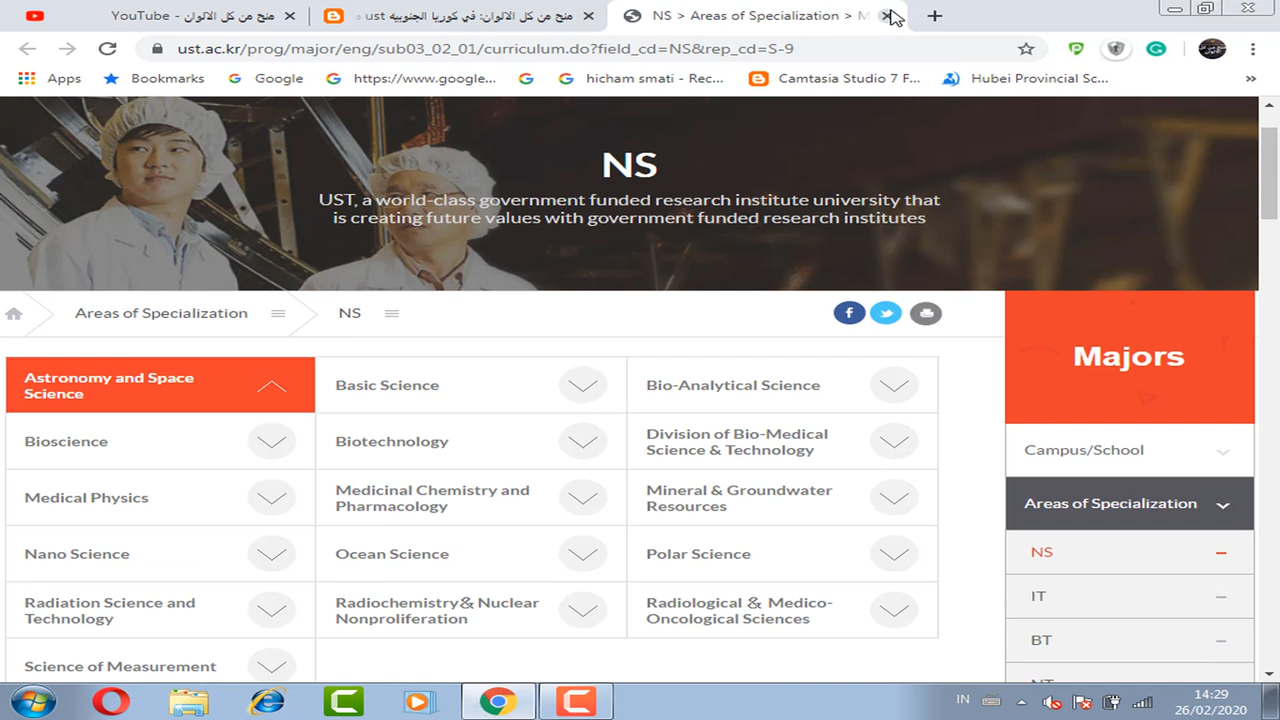 YouTube - منح من كل الالوان
منح من كل الالوان: في كوريا الجنوبيه ust
NS > Areas of Specialization > M
ust.ac.kr/prog/major/eng/sub03_02_01/curiculum.do?field_cd=NS&rep_cd=S-9
Apps
Bookmarks
Google
https://www.google...
hicham smati - Rec...
Camtasia Studio 7 F...
Hubei Provincial Sc...
»
NS
UST, a world-class government funded research institute university that
is creating future values with government funded research institutes
Areas of Specialization
NS
Majors
Astronomy and Space
Science
Basic Science
Bio-Analytical Science
Bioscience
Biotechnology
Division of Bio-Medical
Science & Technology
Medical Physics
Medicinal Chemistry and
Pharmacology
Mineral & Groundwater
Resources
Nano Science
Ocean Science
Polar Science
Radiation Science and
Technology
Radiochemistry& Nuclear
Nonproliferation
Radiological & Medico-
Oncological Sciences
Science of Measurement
Campus/School
Areas of Specialization
NS
IT
BT
IN
14:29
26/02/2020